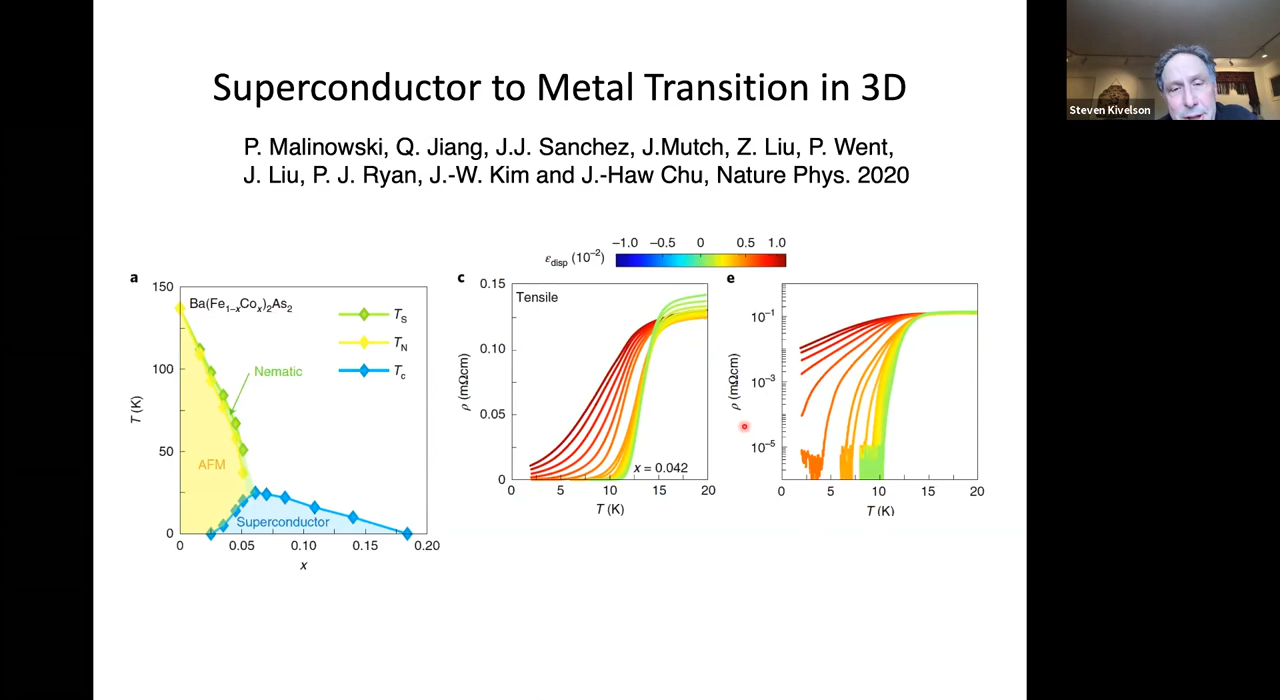 Superconductor to Metal Transition in 3D
P. Malinowski, Q. Jiang, J.J. Sanchez, J.Mutch, Z. Liu, P. Went,
J. Liu, P. J. Ryan, J.-W. Kim and J.-Haw Chu, Nature Phys. 2020
Steven Kivelson
a
150
100
50
0
T (K)
Ba(Fe1–xCox)2As2
TS
TN
Tc
Nematic
AFM
Superconductor
0 0.05 0.10 0.15 0.20
x
εdisp (10−2)
−1.0 −0.5 0 0.5 1.0
c
0.15
0.10
0.05
0
ρ (mΩcm)
Tensile
x = 0.042
0 5 10 15 20
T (K)
e
10−1
10−3
10−5
ρ (mΩcm)
0 5 10 15 20
T (K)